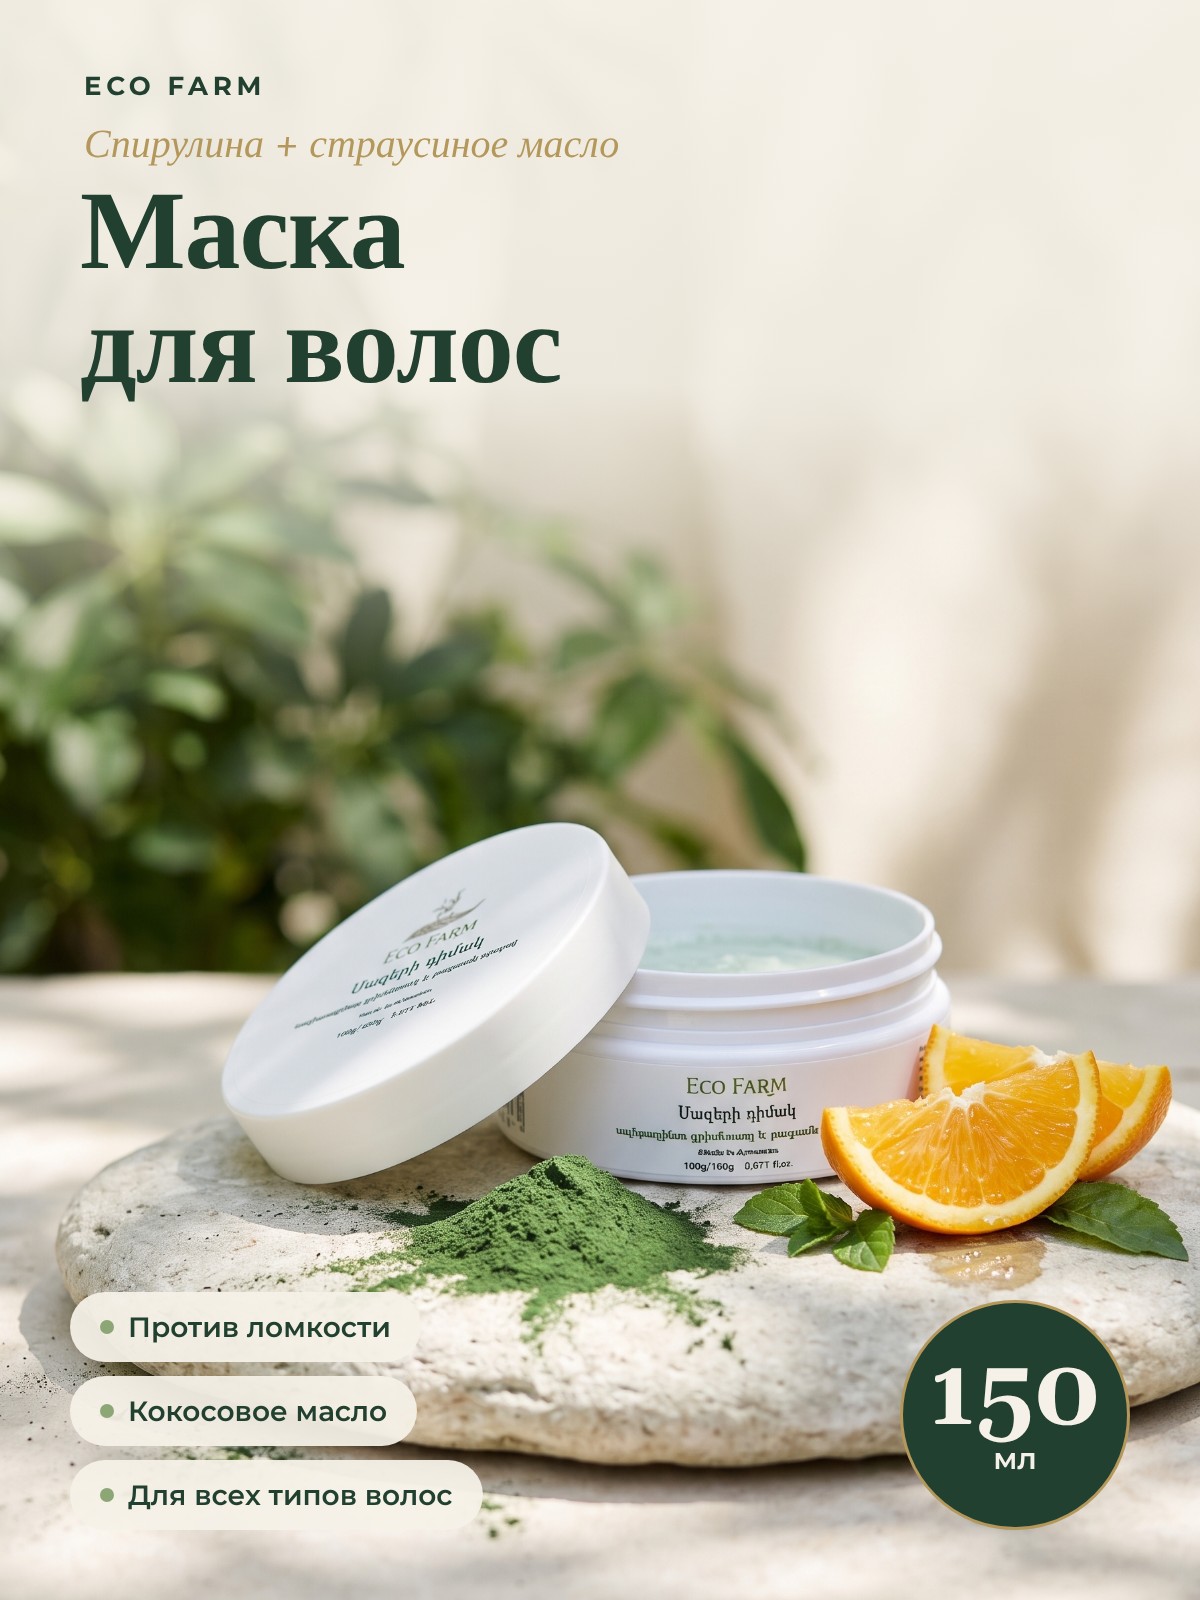 ECO FARM
Спирулина + страусиное масло
Маска
для волос
ECO FARM
Մազերի դիմակ
ECO FARM
Մազերի դիմակ
100g/160g 0,67T fl.oz.
Против ломкости
Кокосовое масло
Для всех типов волос
150
мл